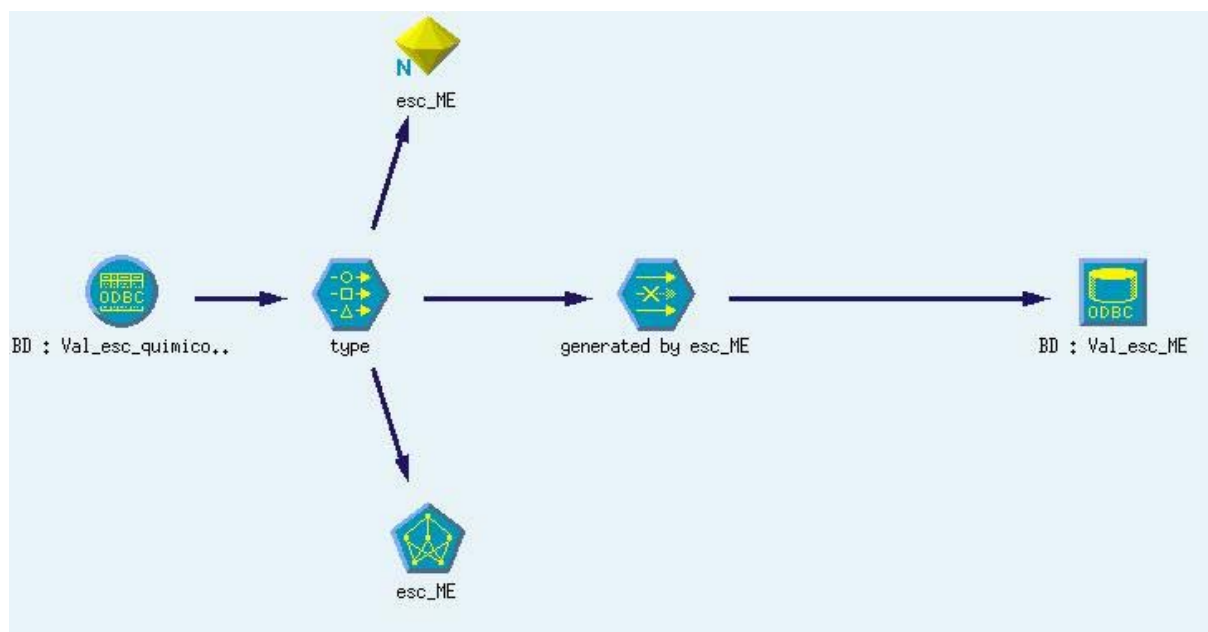 N
esc_ME
ODBC
BD : Val_esc_quimico..
type
generated by esc_ME
ODBC
BD : Val_esc_ME
esc_ME